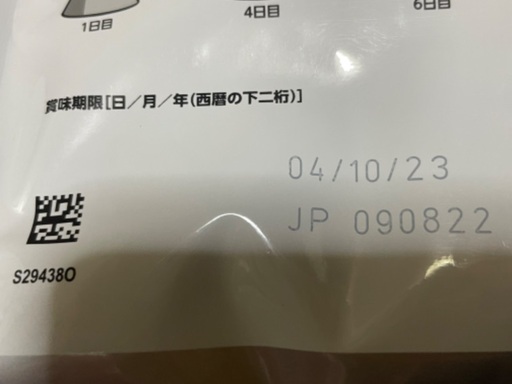 1日目
4日目
6日目
賞味期限[日/月/年(西暦の下二桁)]
04/10/23
JP 090822
S29438O